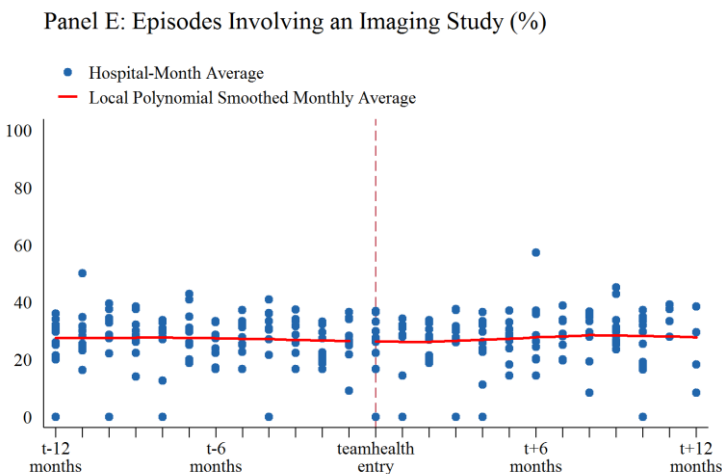 Panel E: Episodes Involving an Imaging Study (%)
Hospital-Month Average
Local Polynomial Smoothed Monthly Average
100
80
60
40
20
0
t-12 months
t-6 months
teamhealth entry
t+6 months
t+12 months